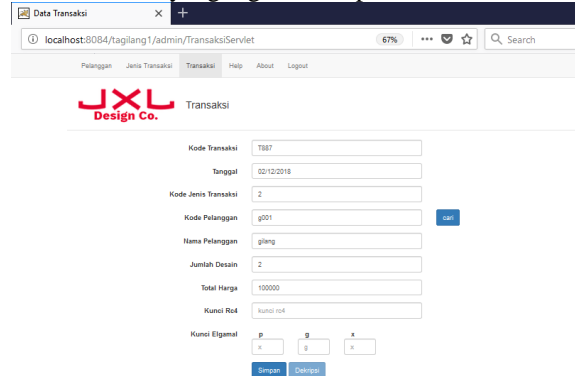 Data Transaksi × +
localhost:8084/tagilang1/admin/TransaksiServlet 67% ... Search
Pelanggan Jenis Transaksi Transaksi Help About Logout
JXL
Design Co.
Transaksi
Kode Transaksi T887
Tanggal 02/12/2018
Kode Jenis Transaksi 2
Kode Pelanggan g001 cari
Nama Pelanggan gilang
Jumlah Desain 2
Total Harga 100000
Kunci Rc4 kunci rc4
Kunci Elgamal p g x
x g x
Simpan Dekripsi